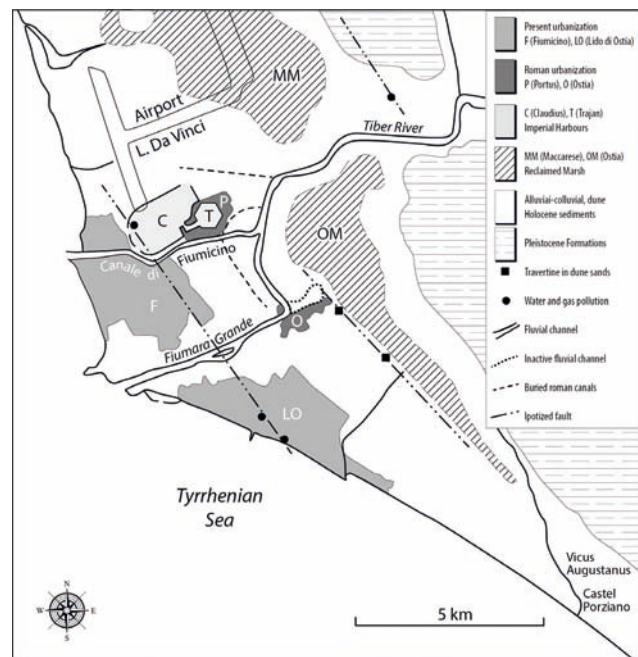 MM
Airport
L. Da Vinci
Tiber River
P
T
C
OM
Canale di
Fiumicino
F
O
Fiumara Grande
LO
Tyrrhenian
Sea
Vicus
Augustanus
Castel
Porziano
N
W
E
S
5 km
Present urbanization
F (Fiumicino), LO (Lido di Ostia)
Roman urbanization
P (Portus), O (Ostia)
C (Claudius), T (Trajan)
Imperial Harbours
MM (Maccarese), OM (Ostia)
Reclaimed Marsh
Alluviai-colluvial, dune
Holocene sediments
Pleistocene Formations
Travertine in dune sands
Water and gas pollution
Fluvial channel
Inactive fluvial channel
Buried roman canals
Ipotized fault